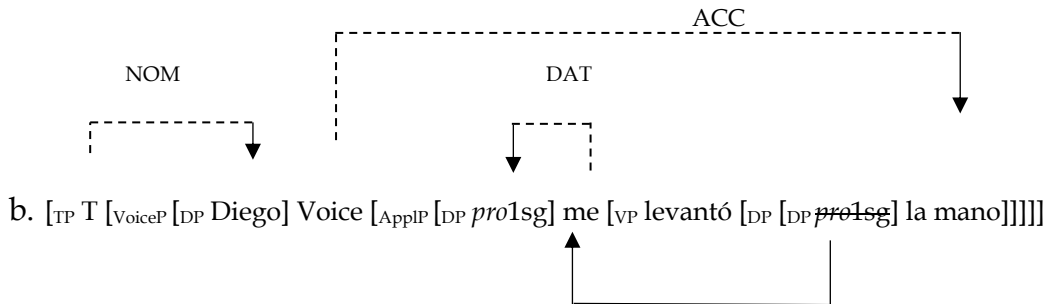 ACC
NOM DAT
b. [TP T [VoiceP [DP Diego] Voice [ApplP [DP pro1sg] me [VP levantó [DP [DP pro1sg] la mano]]]]]